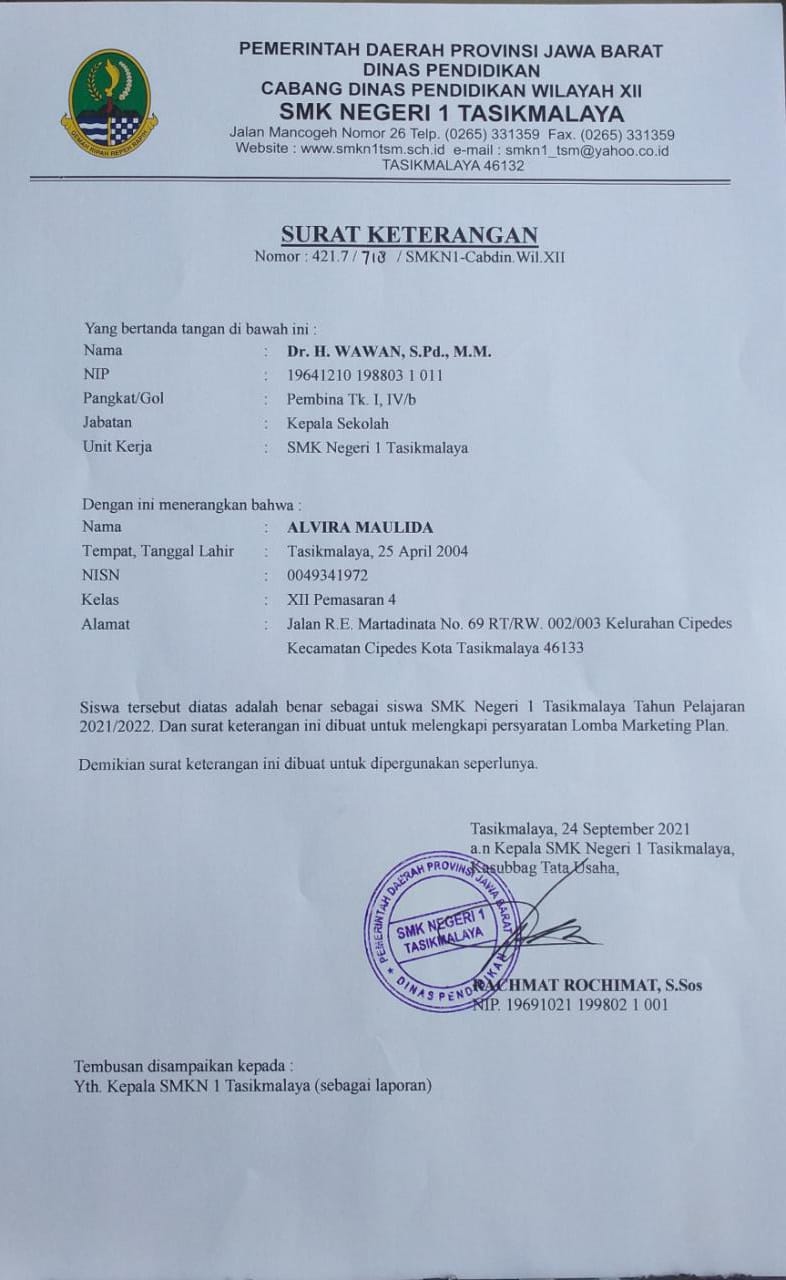 PEMERINTAH DAERAH PROVINSI JAWA BARAT
DINAS PENDIDIKAN
CABANG DINAS PENDIDIKAN WILAYAH XII
SMK NEGERI 1 TASIKMALAYA
Jalan Mancogeh Nomor 26 Telp. (0265) 331359 Fax. (0265) 331359
Website : www.smkn1tsm.sch.id e-mail : smkn1_tsm@yahoo.co.id
TASIKMALAYA 46132
GEMAH RIPAH REPEH RAPIH
SURAT KETERANGAN
Nomor : 421.7 / 718 / SMKN1-Cabdin.Wil.XII
Yang bertanda tangan di bawah ini :
Nama : Dr. H. WAWAN, S.Pd., M.M.
NIP : 19641210 198803 1 011
Pangkat/Gol : Pembina Tk. I, IV/b
Jabatan : Kepala Sekolah
Unit Kerja : SMK Negeri 1 Tasikmalaya
Dengan ini menerangkan bahwa :
Nama : ALVIRA MAULIDA
Tempat, Tanggal Lahir : Tasikmalaya, 25 April 2004
NISN : 0049341972
Kelas : XII Pemasaran 4
Alamat : Jalan R.E. Martadinata No. 69 RT/RW. 002/003 Kelurahan Cipedes
Kecamatan Cipedes Kota Tasikmalaya 46133
Siswa tersebut diatas adalah benar sebagai siswa SMK Negeri 1 Tasikmalaya Tahun Pelajaran
2021/2022. Dan surat keterangan ini dibuat untuk melengkapi persyaratan Lomba Marketing Plan.
Demikian surat keterangan ini dibuat untuk dipergunakan seperlunya.
Tasikmalaya, 24 September 2021
a.n Kepala SMK Negeri 1 Tasikmalaya,
Kasubbag Tata Usaha,
PEMERINTAH DAERAH PROVINSI JAWA BARAT
SMK NEGERI 1
TASIKMALAYA
DINAS PENDIDIKAN
RACHMAT ROCHIMAT, S.Sos
NIP. 19691021 199802 1 001
Tembusan disampaikan kepada :
Yth. Kepala SMKN 1 Tasikmalaya (sebagai laporan)